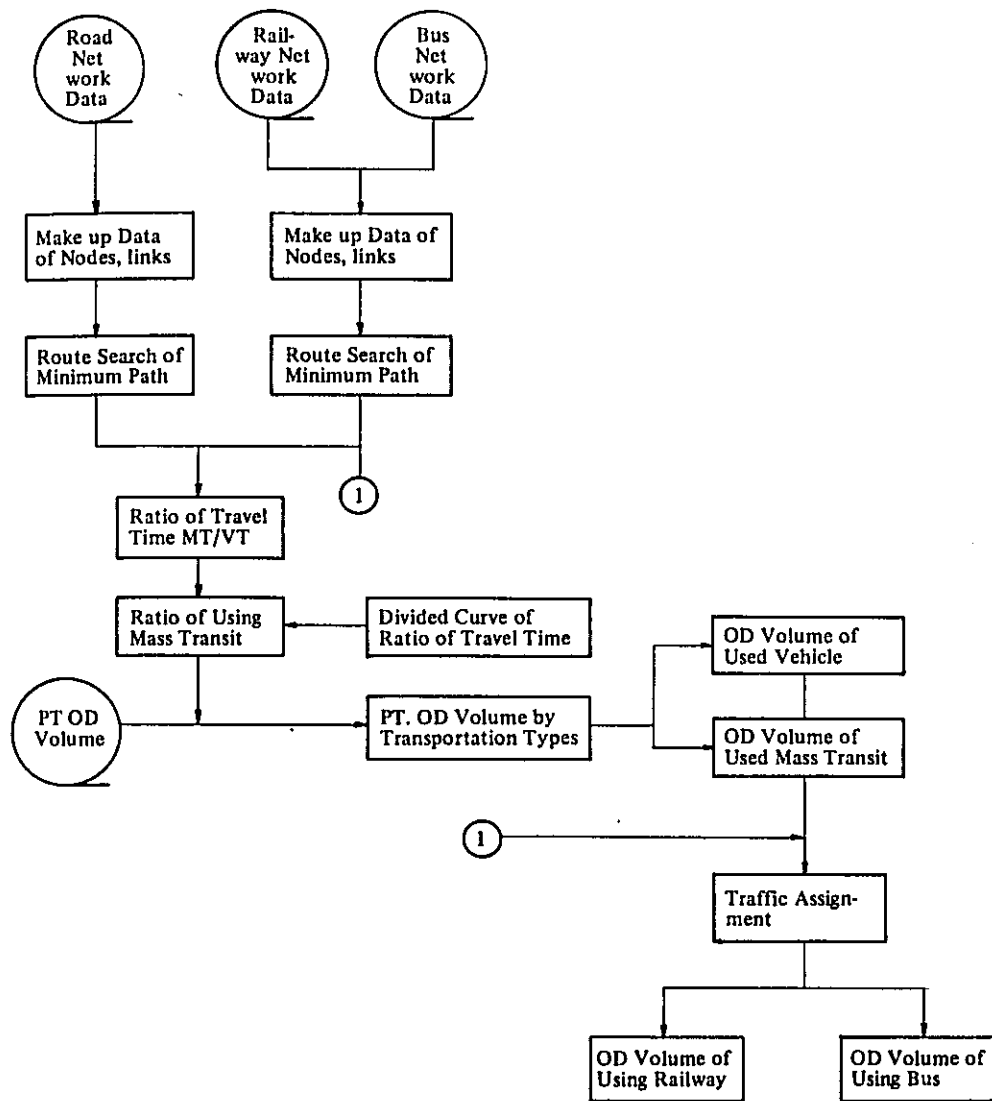 Road
Net
work
Data
Rail-
way Net
work
Data
Bus
Net
work
Data
Make up Data
of Nodes, links
Make up Data of
Nodes, links
Route Search of
Minimum Path
Route Search of
Minimum Path
1
Ratio of Travel
Time MT/VT
Ratio of Using
Mass Transit
Divided Curve of
Ratio of Travel Time
OD Volume of
Used Vehicle
PT OD
Volume
PT. OD Volume by
Transportation Types
OD Volume of
Used Mass Transit
1
Traffic Assign-
ment
OD Volume of
Using Railway
OD Volume of
Using Bus